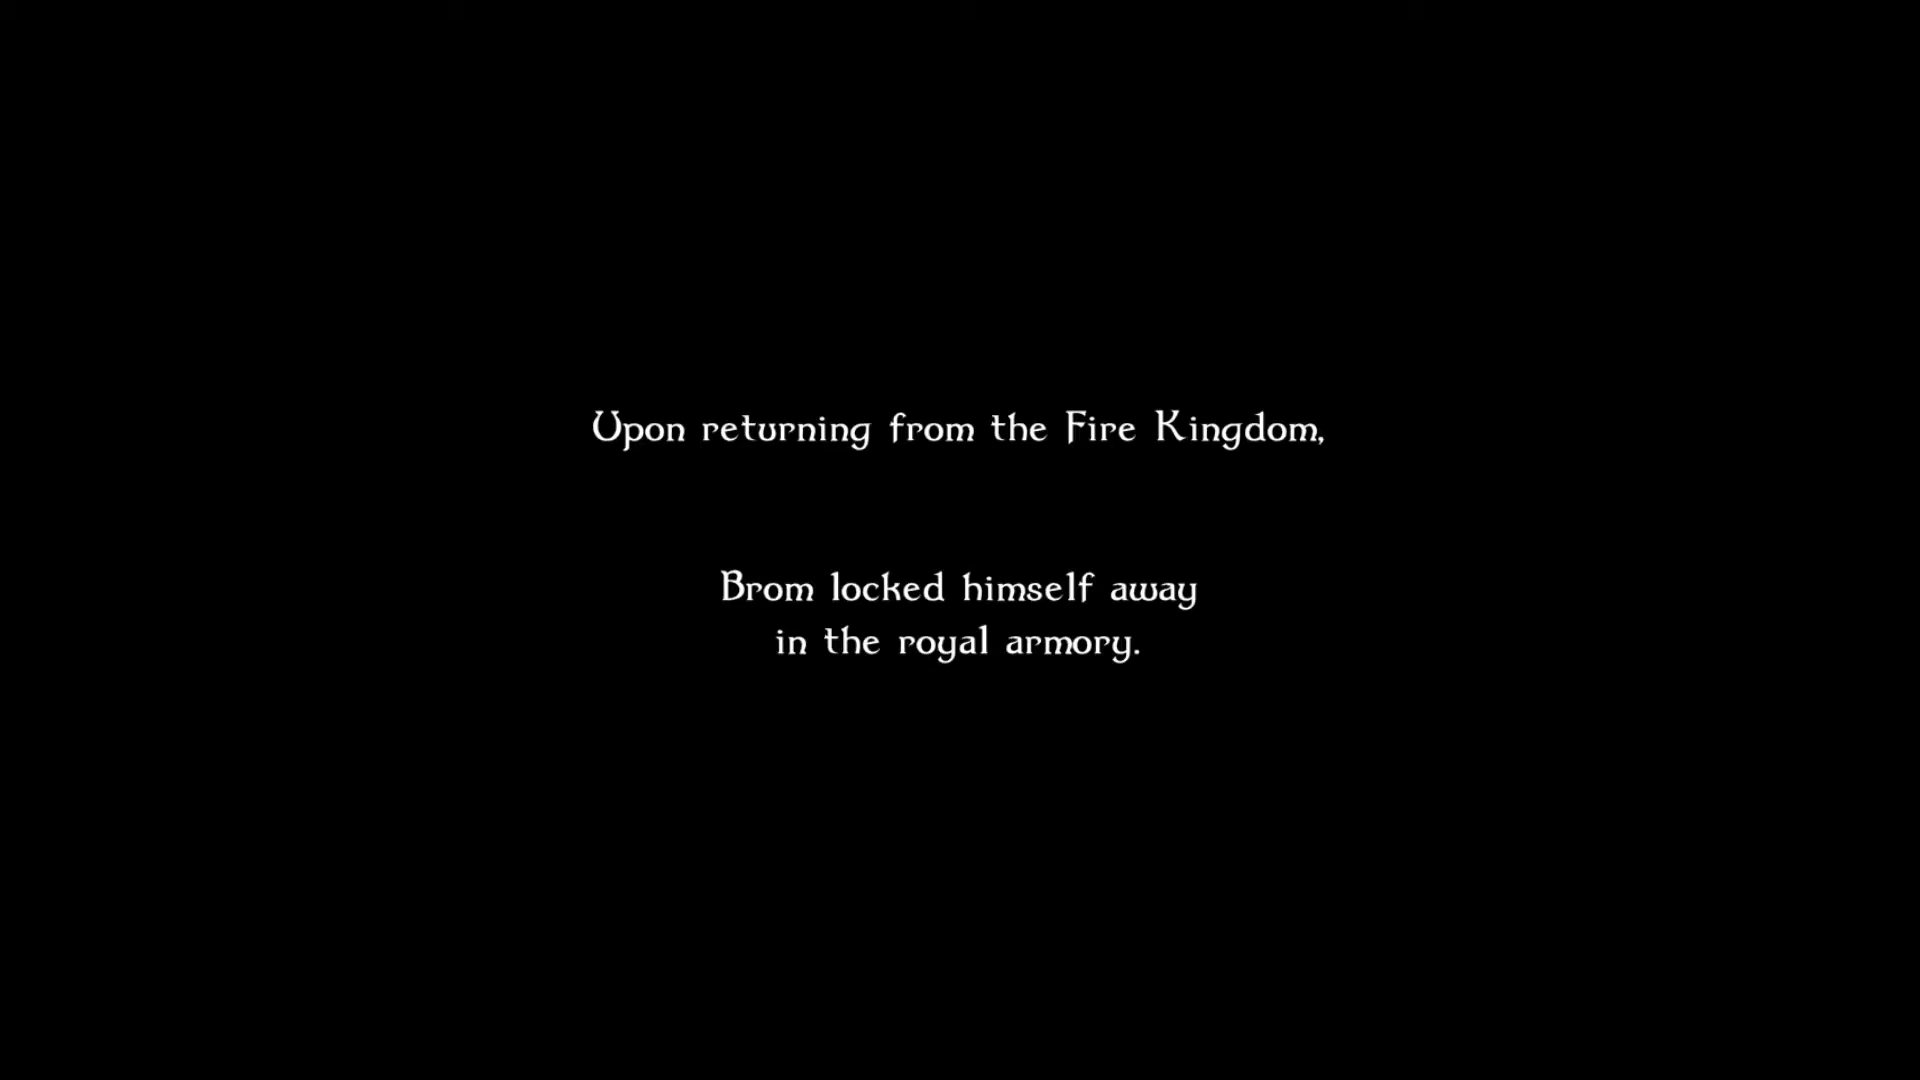 Upon returning from the Fire Kingdom,
Brom locked himself away
in the royal armory.